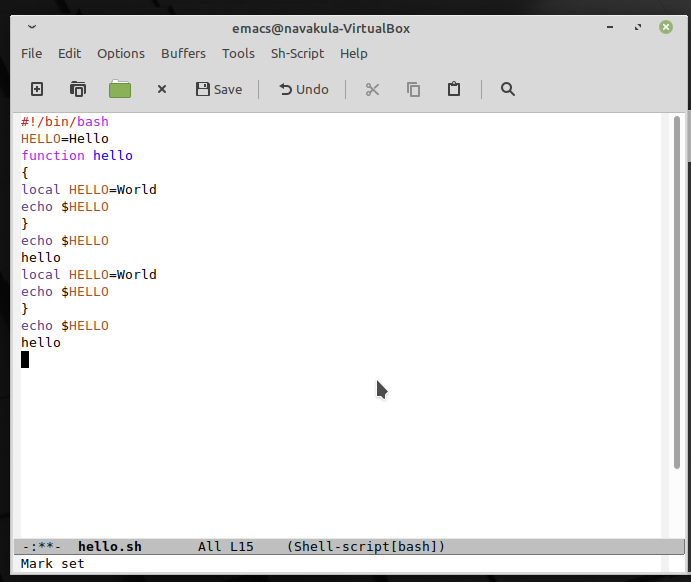 emacs@navakula-VirtualBox
File Edit Options Buffers Tools Sh-Script Help
Save Undo
#!/bin/bash
HELLO=Hello
function hello
{
local HELLO=World
echo $HELLO
}
echo $HELLO
hello
local HELLO=World
echo $HELLO
}
echo $HELLO
hello
-:**- hello.sh All L15 (Shell-script[bash])
Mark set